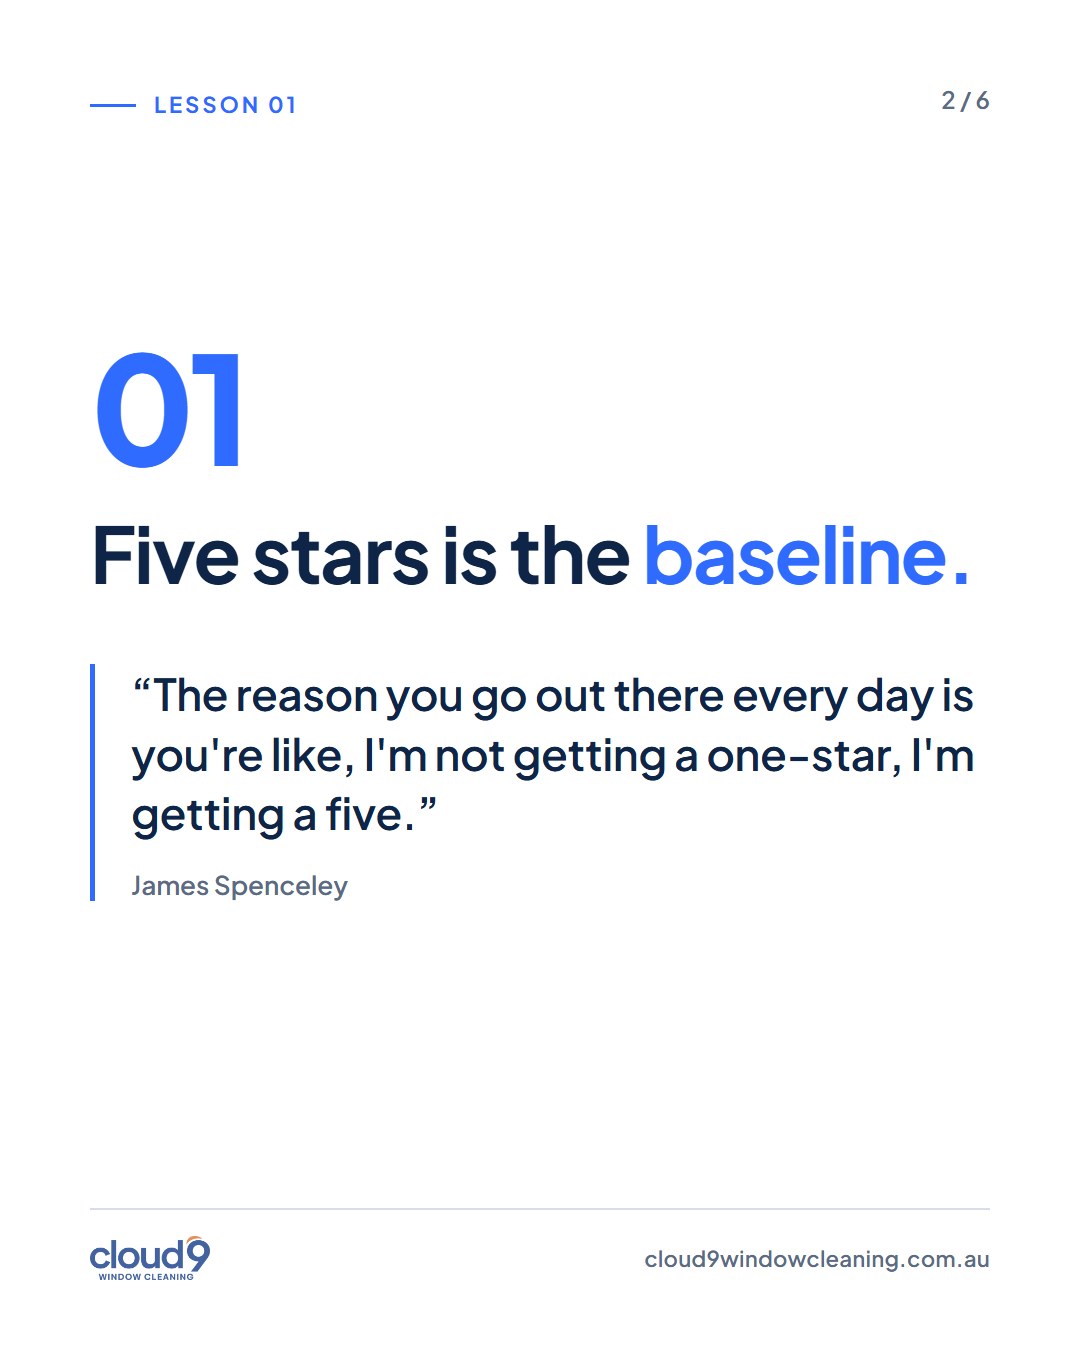 LESSON 01
2/6
01
Five stars is the baseline.
“The reason you go out there every day is
you're like, I'm not getting a one-star, I'm
getting a five.”
James Spenceley
cloud9
WINDOW CLEANING
cloud9windowcleaning.com.au